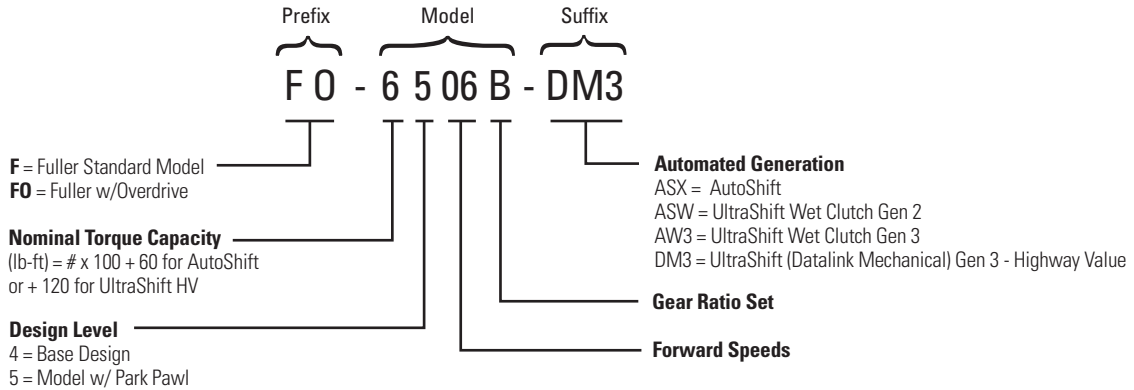 Prefix Model Suffix
FO - 6 5 06 B - DM3
F = Fuller Standard Model
FO = Fuller w/Overdrive
Nominal Torque Capacity
(lb-ft) = # x 100 + 60 for AutoShift
or + 120 for UltraShift HV
Design Level
4 = Base Design
5 = Model w/ Park Pawl
Automated Generation
ASX = AutoShift
ASW = UltraShift Wet Clutch Gen 2
AW3 = UltraShift Wet Clutch Gen 3
DM3 = UltraShift (Datalink Mechanical) Gen 3 - Highway Value
Gear Ratio Set
Forward Speeds